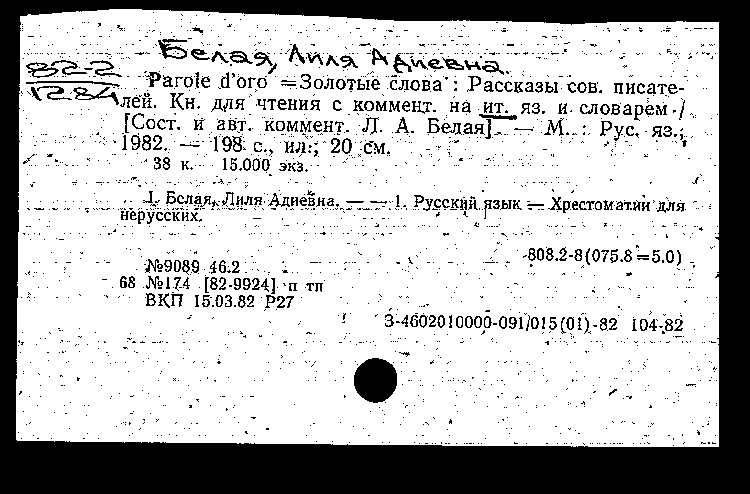 Белая, Лиля Адиевна.
82-2
1284
Parole d'oro = Золотые слова : Рассказы сов. писате-
лей. Кн. для чтения с коммент. на ит. яз. и словарем /
[Сост. и авт. коммент. Л. А. Белая]. — М. : Рус. яз.,
1982. — 198 с., ил.; 20 см.
38 к. 15.000 экз.
I. Белая, Лиля Адиевна. — — 1. Русский язык — Хрестоматии для
нерусских.
808.2-8(075.8=5.0)
№9089 46.2
68 №174 [82-9924] п тп
ВКП 15.03.82 Р27
З-4602010000-091/015(01)-82 104-82